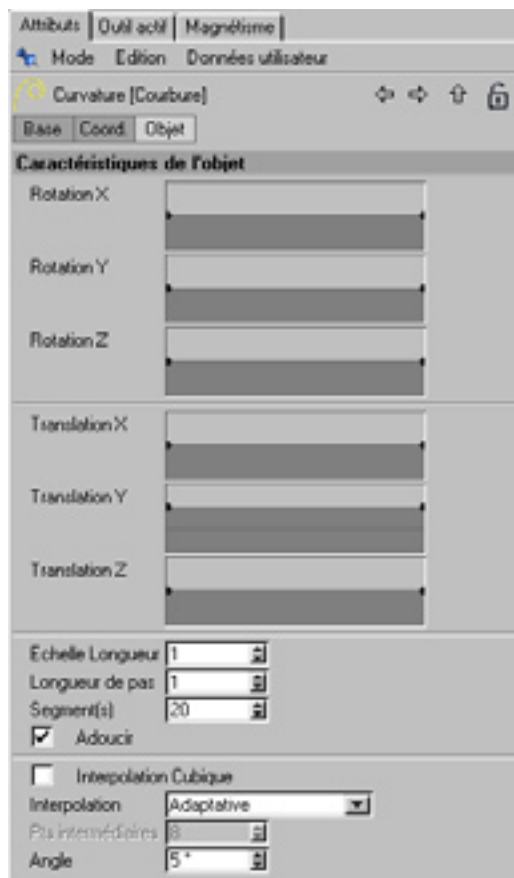 Attributs Outil actif Magnétisme
Mode Edition Données utilisateur
Curvature [Courbure]
Base Coord. Objet
Caractéristiques de l'objet
Rotation X
Rotation Y
Rotation Z
Translation X
Translation Y
Translation Z
Echelle Longueur 1
Longueur de pas 1
Segment(s) 20
Adoucir
Interpolation Cubique
Interpolation Adaptative
Pts intermédiaires 8
Angle 5 °